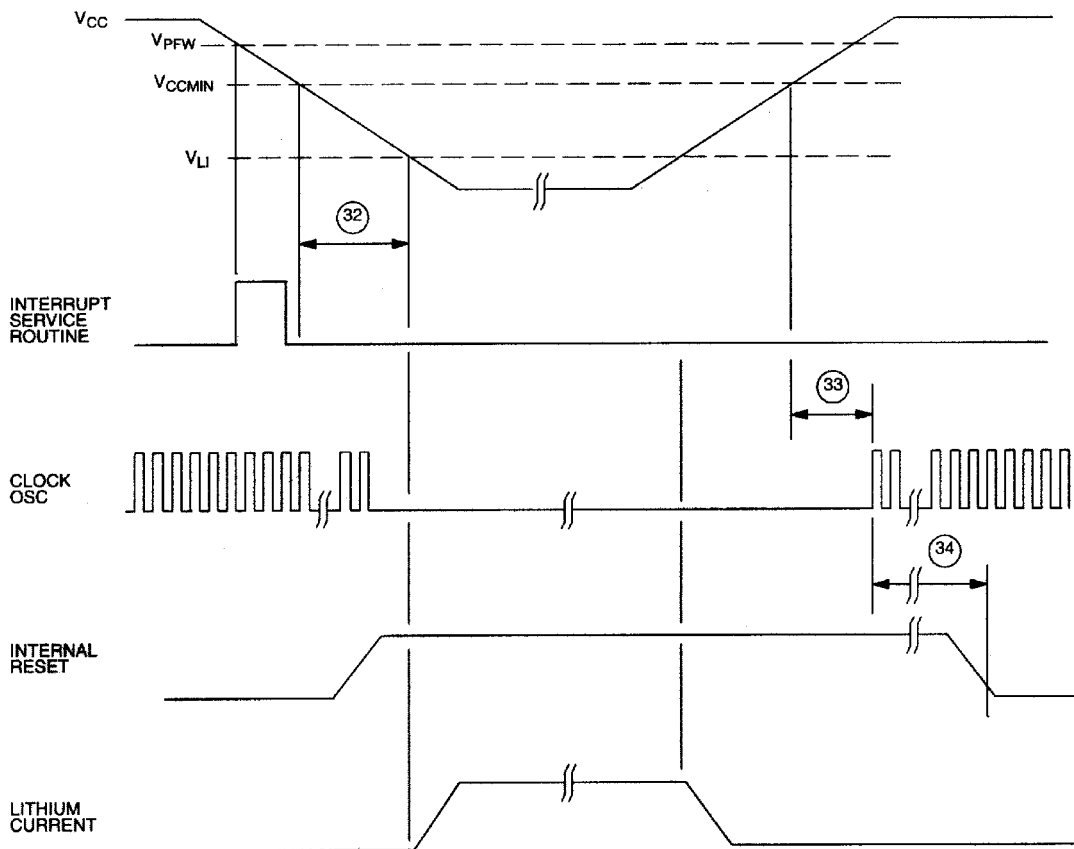 VCC
VPFW
VCCMIN
VLI
32
INTERRUPT
SERVICE
ROUTINE
33
CLOCK
OSC
34
INTERNAL
RESET
LITHIUM
CURRENT